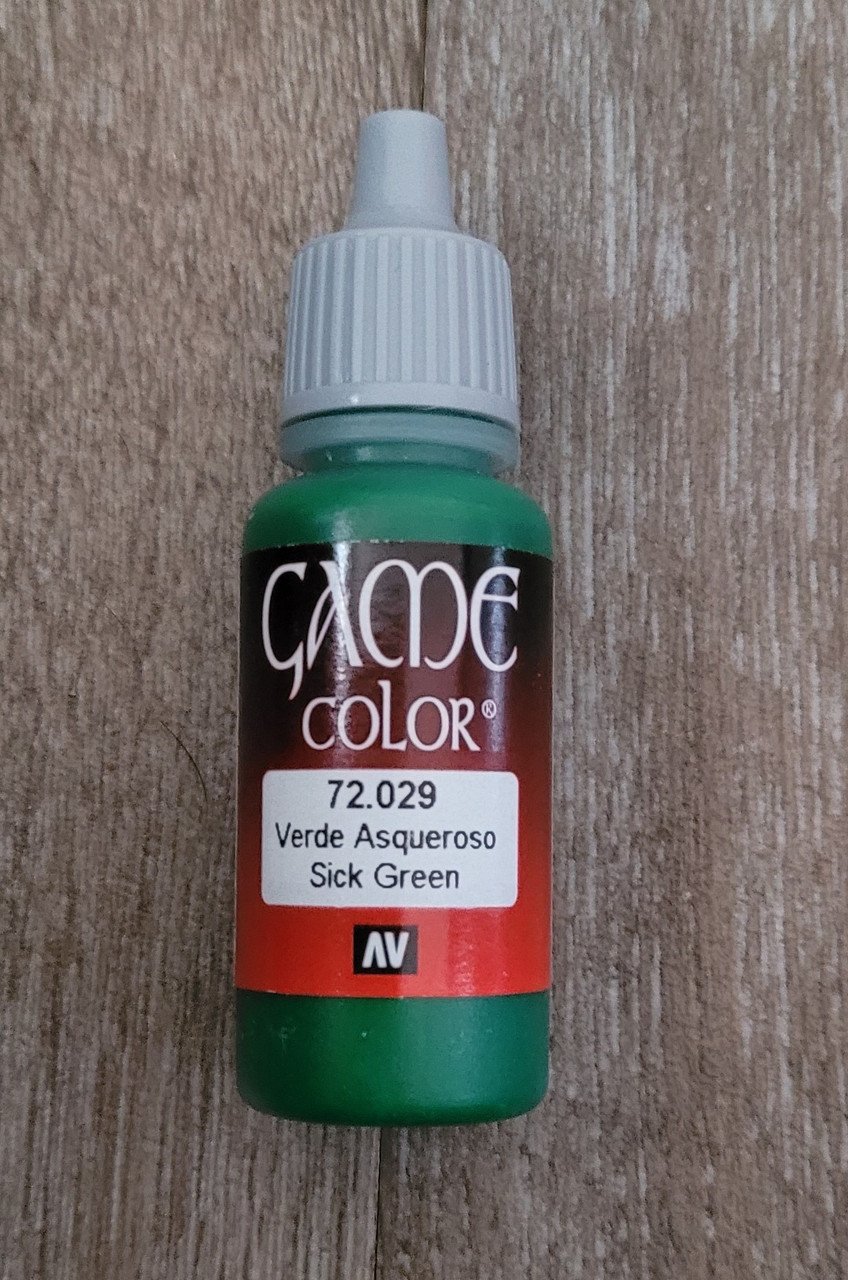 GAME
COLOR®
72.029
Verde Asqueroso
Sick Green
AV